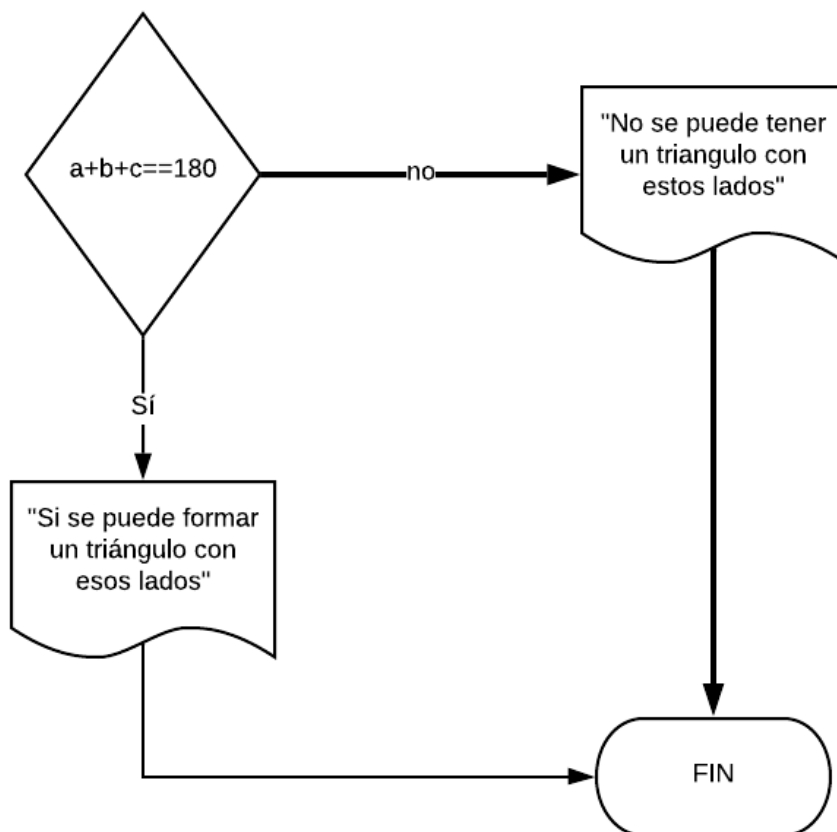 a+b+c==180
no
"No se puede tener
un triangulo con
estos lados"
Sí
"Si se puede formar
un triángulo con
esos lados"
FIN